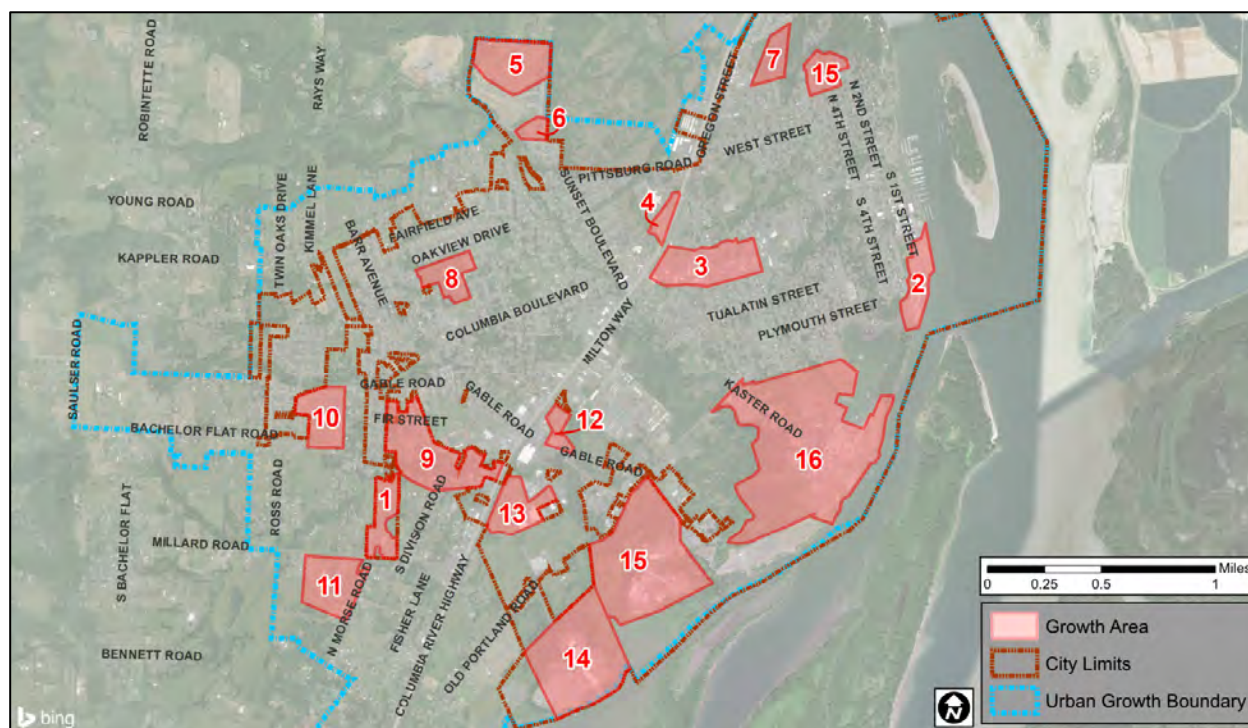 ROBINTETTE ROAD
RAYS WAY
5
7
15
6
OREGON STREET
WEST STREET
N 2ND STREET
N 4TH STREET
PITTSBURG ROAD
SUNSET BOULEVARD
S 1ST STREET
S 4TH STREET
YOUNG ROAD
TWIN OAKS DRIVE
KIMMEL LANE
BARR AVENUE
FAIRFIELD AVE
OAKVIEW DRIVE
4
KAPPLER ROAD
8
3
2
COLUMBIA BOULEVARD
TUALATIN STREET
PLYMOUTH STREET
MILTON WAY
SAULSER ROAD
GABLE ROAD
GABLE ROAD
KASTER ROAD
10
FIR STREET
12
BACHELOR FLAT ROAD
9
GABLE ROAD
16
ROSS ROAD
1
13
S BACHELOR FLAT
MILLARD ROAD
S DIVISION ROAD
15
11
N MORSE ROAD
FISHER LANE
COLUMBIA RIVER HIGHWAY
OLD PORTLAND ROAD
14
BENNETT ROAD
Miles
0 0.25 0.5 1
Growth Area
City Limits
Urban Growth Boundary
N
bing